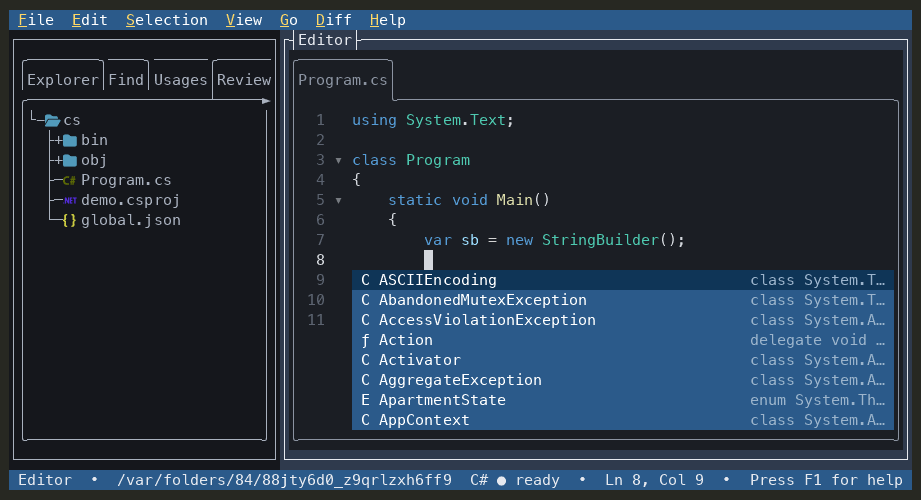 File Edit Selection View Go Diff Help
Editor
Explorer Find Usages Review
Program.cs
cs
bin
obj
C# Program.cs
.NET demo.csproj
{} global.json
1 using System.Text;
2
3 ▾ class Program
4 {
5 ▾ static void Main()
6 {
7 var sb = new StringBuilder();
8
9
10
11
C ASCIIEncoding class System.T…
C AbandonedMutexException class System.T…
C AccessViolationException class System.A…
ƒ Action delegate void …
C Activator class System.A…
C AggregateException class System.A…
E ApartmentState enum System.Th…
C AppContext class System.A…
Editor • /var/folders/84/88jty6d0_z9qrlzxh6ff9 C# ● ready • Ln 8, Col 9 • Press F1 for help